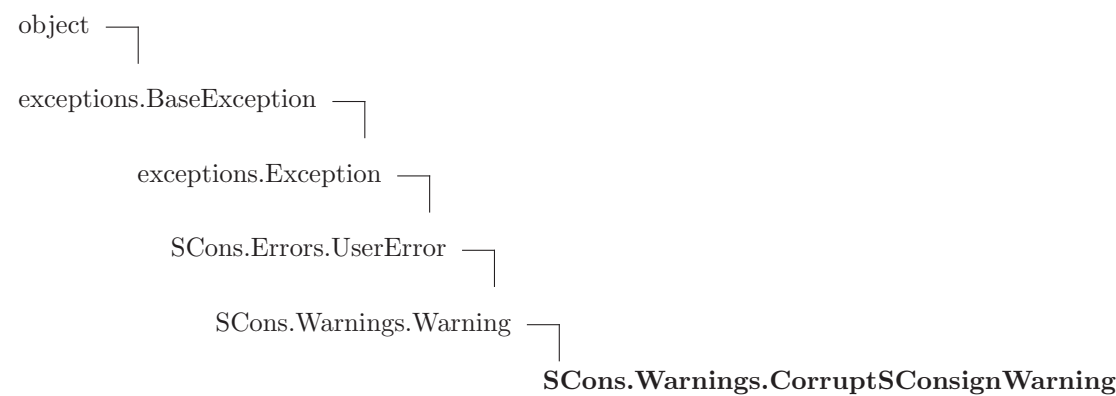 object
exceptions.BaseException
exceptions.Exception
SCons.Errors.UserError
SCons.Warnings.Warning
SCons.Warnings.CorruptSConsignWarning